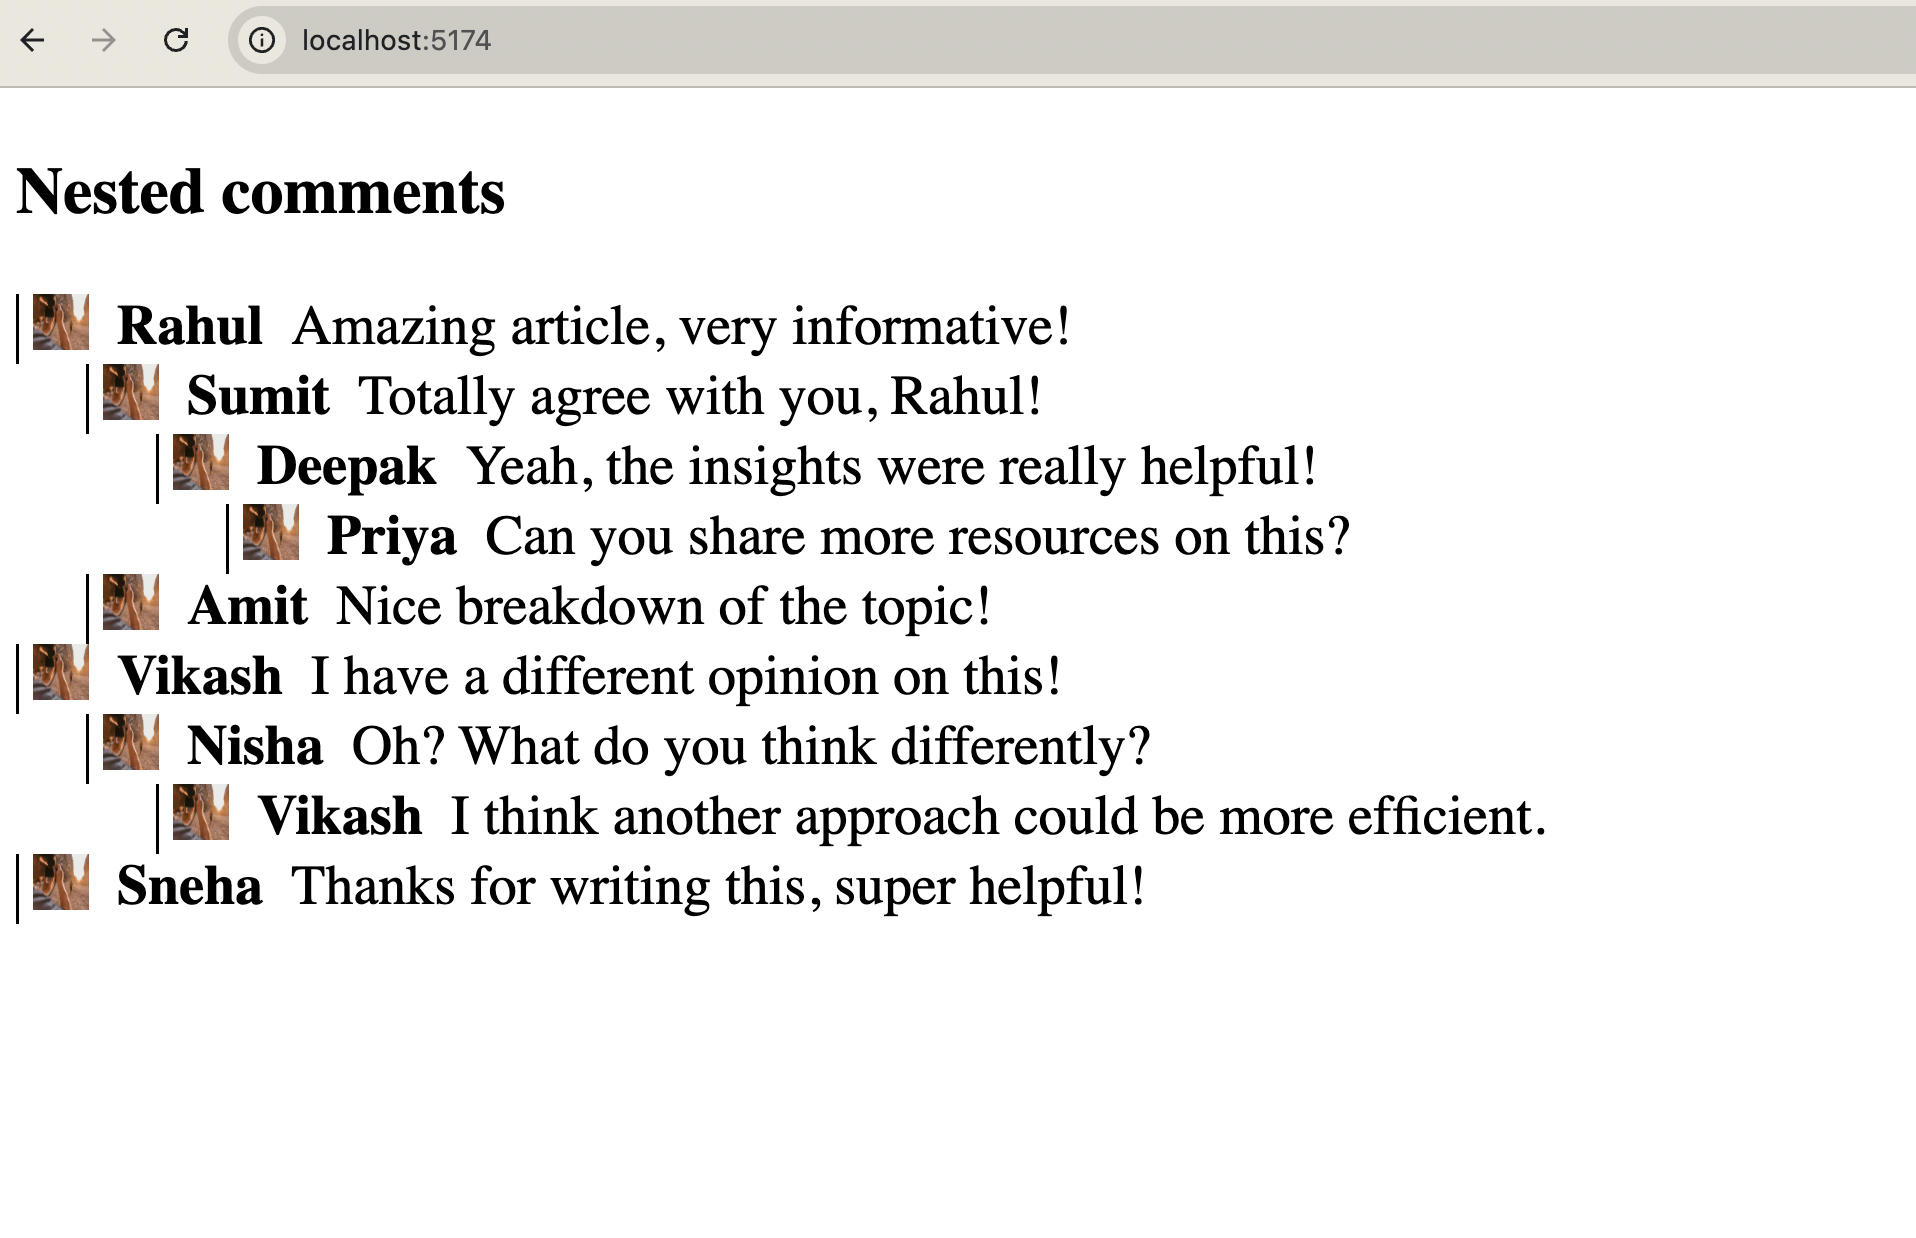 localhost:5174
Nested comments
Rahul Amazing article, very informative!
Sumit Totally agree with you, Rahul!
Deepak Yeah, the insights were really helpful!
Priya Can you share more resources on this?
Amit Nice breakdown of the topic!
Vikash I have a different opinion on this!
Nisha Oh? What do you think differently?
Vikash I think another approach could be more efficient.
Sneha Thanks for writing this, super helpful!